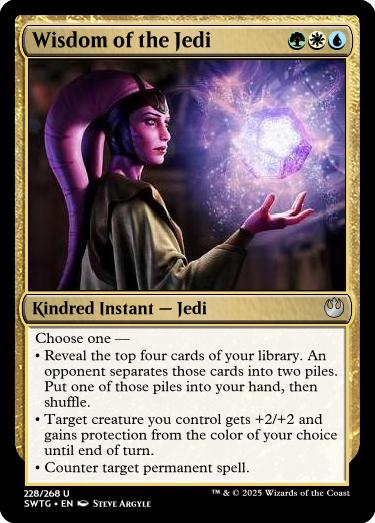 Wisdom of the Jedi
Kindred Instant — Jedi
Choose one —
• Reveal the top four cards of your library. An
opponent separates those cards into two piles.
Put one of those piles into your hand, then
shuffle.
• Target creature you control gets +2/+2 and
gains protection from the color of your choice
until end of turn.
• Counter target permanent spell.
228/268 U
SWTG • EN Steve Argyle
™ & © 2025 Wizards of the Coast